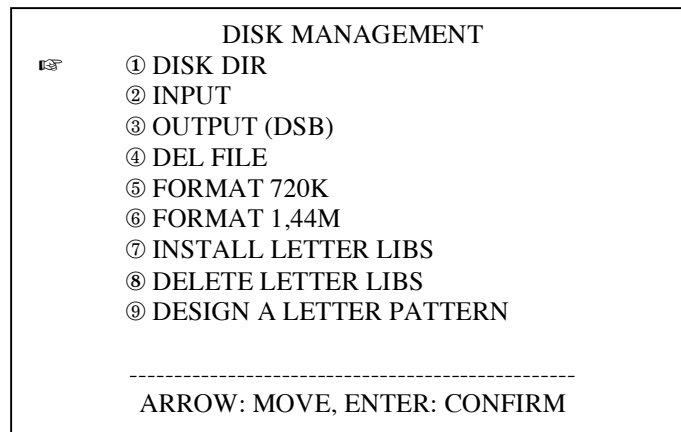 DISK MANAGEMENT
☞ ① DISK DIR
② INPUT
③ OUTPUT (DSB)
④ DEL FILE
⑤ FORMAT 720K
⑥ FORMAT 1,44M
⑦ INSTALL LETTER LIBS
⑧ DELETE LETTER LIBS
⑨ DESIGN A LETTER PATTERN
--------------------------------------------------
ARROW: MOVE, ENTER: CONFIRM